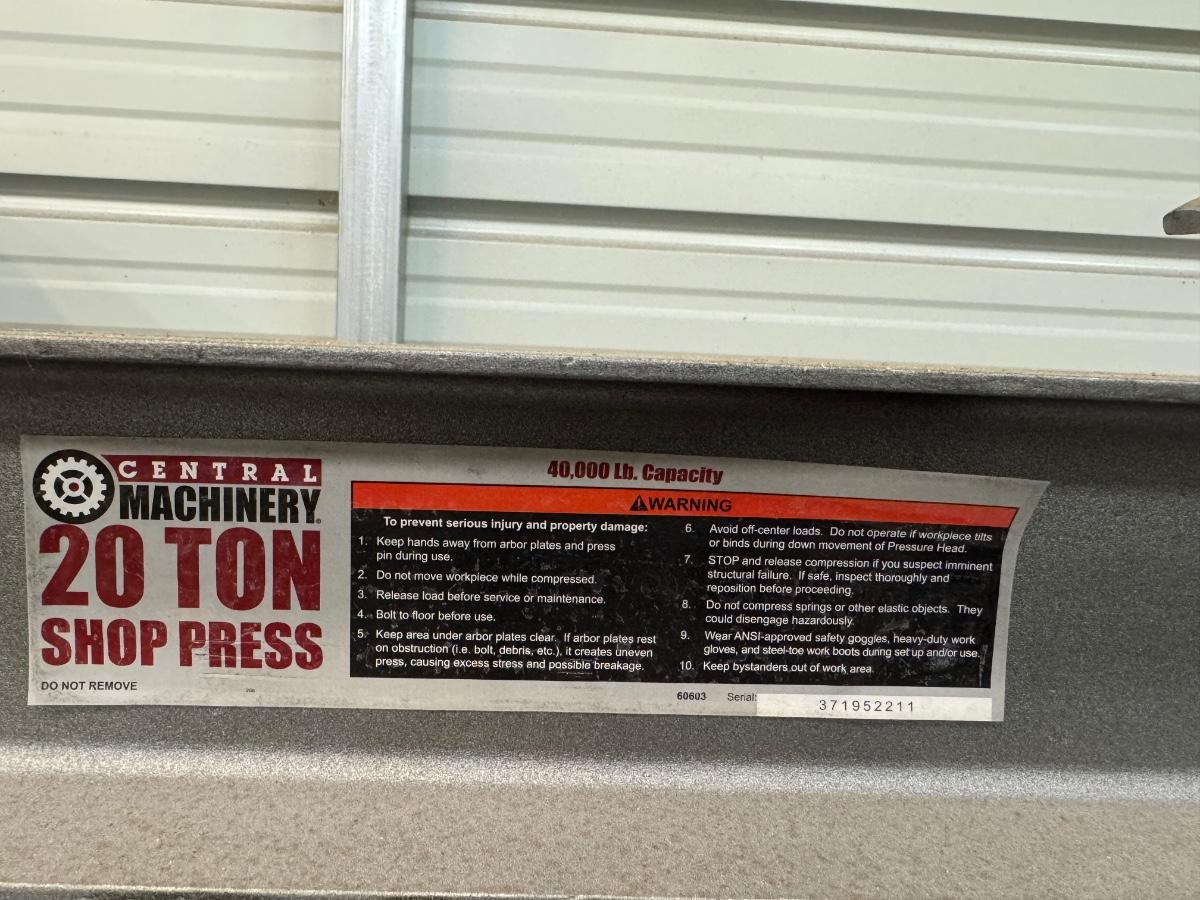 CENTRAL
MACHINERY®
20 TON
SHOP PRESS
DO NOT REMOVE
40,000 Lb. Capacity
⚠WARNING
To prevent serious injury and property damage:
1. Keep hands away from arbor plates and press
pin during use.
2. Do not move workpiece while compressed.
3. Release load before service or maintenance.
4. Bolt to floor before use.
5. Keep area under arbor plates clear. If arbor plates rest
on obstruction (i.e. bolt, debris, etc.), it creates uneven
press, causing excess stress and possible breakage.
6. Avoid off-center loads. Do not operate if workpiece tilts
or binds during down movement of Pressure Head.
7. STOP and release compression if you suspect imminent
structural failure. If safe, inspect thoroughly and
reposition before proceeding.
8. Do not compress springs or other elastic objects. They
could disengage hazardously.
9. Wear ANSI-approved safety goggles, heavy-duty work
gloves, and steel-toe work boots during set up and/or use.
10. Keep bystanders out of work area.
60603 Serial: 371952211